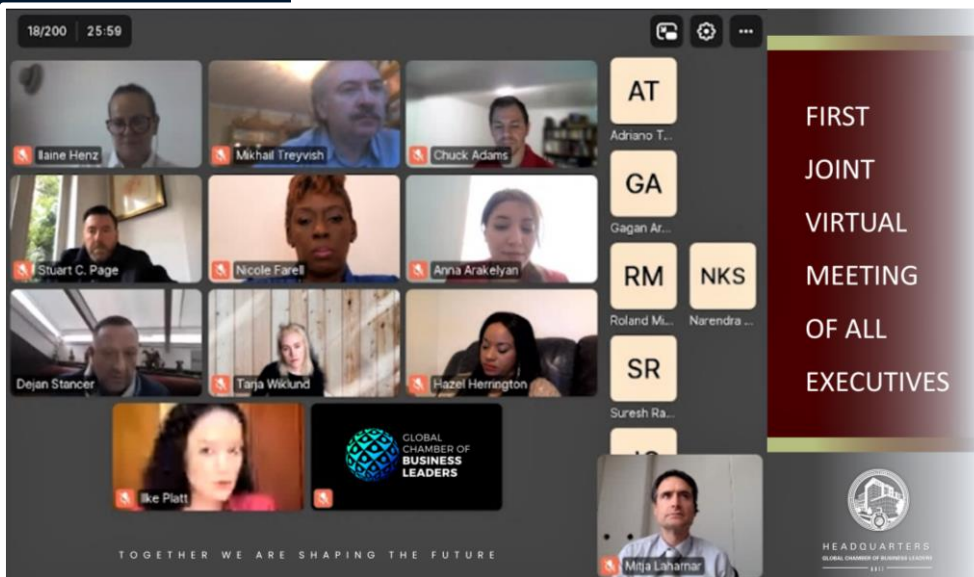 18/200 25:59
Ilaine Henz
Mikhail Treyvish
Chuck Adams
Stuart C. Page
Nicole Farell
Anna Arakelyan
Dejan Stancer
Tarja Wiklund
Hazel Herrington
Ilke Platt
GLOBAL
CHAMBER OF
BUSINESS
LEADERS
AT
Adriano T...
GA
Gagan Ar...
RM
Roland Mi...
NKS
Narendra ...
SR
Suresh Ra...
Mitja Laharnar
TOGETHER WE ARE SHAPING THE FUTURE
FIRST
JOINT
VIRTUAL
MEETING
OF ALL
EXECUTIVES
HEADQUARTERS
GLOBAL CHAMBER OF BUSINESS LEADERS